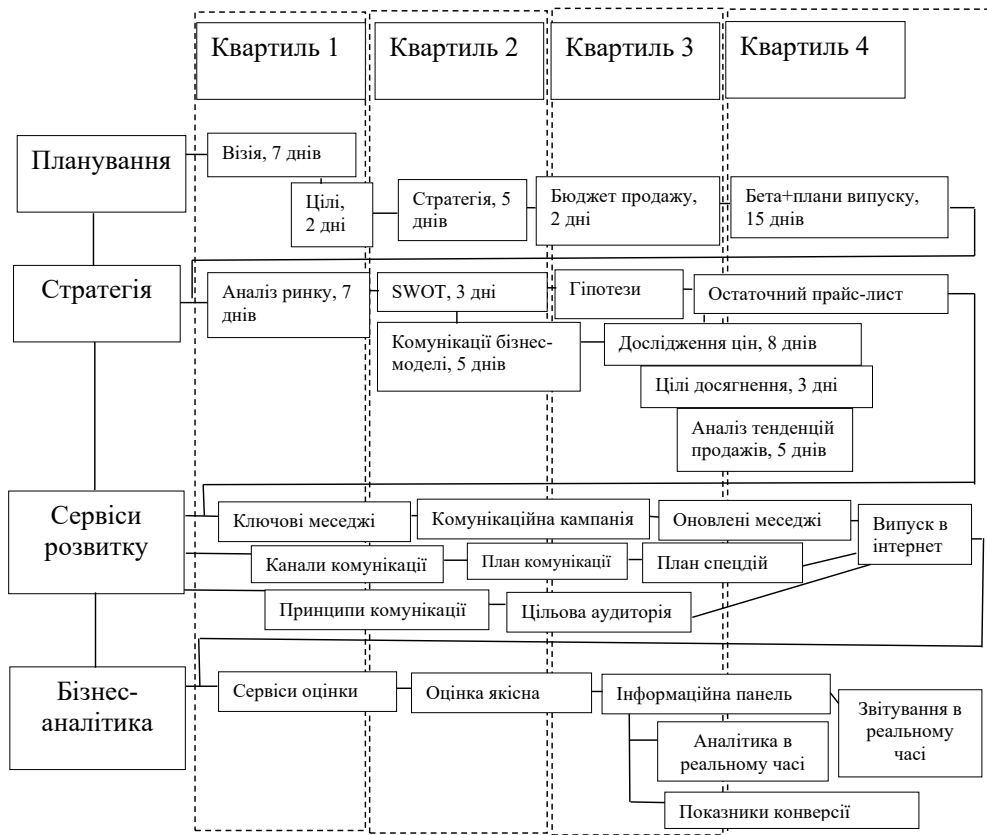 Квартиль 1
Квартиль 2
Квартиль 3
Квартиль 4
Планування
Візія, 7 днів
Цілі,
2 дні
Стратегія, 5
днів
Бюджет продажу,
2 дні
Бета+плани випуску,
15 днів
Стратегія
Аналіз ринку, 7
днів
SWOT, 3 дні
Гіпотези
Остаточний прайс-лист
Комунікації бізнес-
моделі, 5 днів
Дослідження цін, 8 днів
Цілі досягнення, 3 дні
Аналіз тенденцій
продажів, 5 днів
Сервіси
розвитку
Ключові меседжі
Комунікаційна кампанія
Оновлені меседжі
Випуск в
інтернет
Канали комунікації
План комунікації
План спецдій
Принципи комунікації
Цільова аудиторія
Бізнес-
аналітика
Сервіси оцінки
Оцінка якісна
Інформаційна панель
Звітування в
реальному
часі
Аналітика в
реальному часі
Показники конверсії